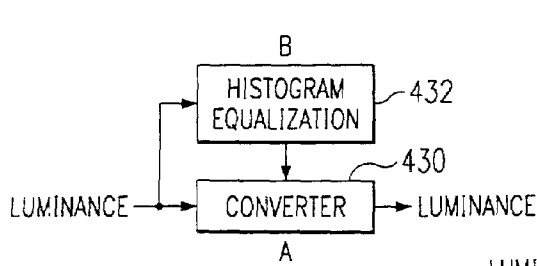 B
HISTOGRAM
EQUALIZATION
432
430
LUMINANCE
CONVERTER
LUMINANCE
A